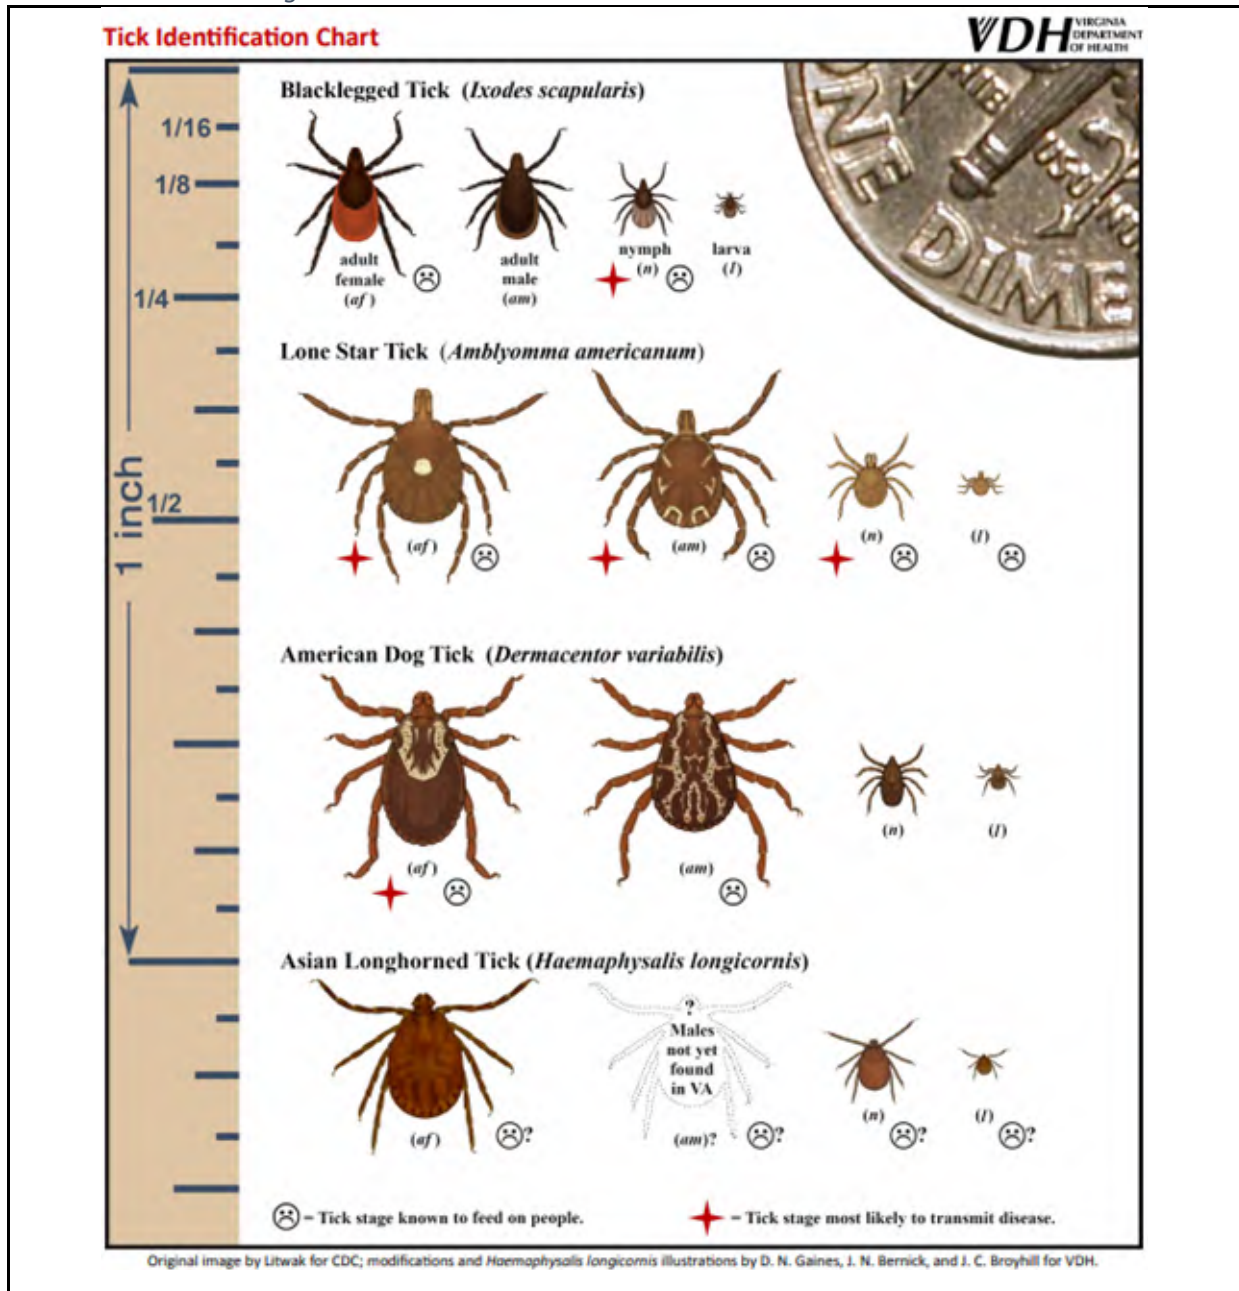 Tick Identification Chart
VDH VIRGINIA
DEPARTMENT
OF HEALTH
Blacklegged Tick (Ixodes scapularis)
1/16
1/8
1/4
1/2
1 inch
ONE DIME
adult
female
(af)
adult
male
(am)
nymph
(n)
larva
(l)
Lone Star Tick (Amblyomma americanum)
(af)
(am)
(n)
(l)
American Dog Tick (Dermacentor variabilis)
(af)
(am)
(n)
(l)
Asian Longhorned Tick (Haemaphysalis longicornis)
?
Males
not yet
found
in VA
(af)
?
(am)?
?
(n)
?
(l)
?
= Tick stage known to feed on people.
= Tick stage most likely to transmit disease.
Original image by Litwak for CDC; modifications and Haemaphysalis longicornis illustrations by D. N. Gaines, J. N. Bernick, and J. C. Broyhill for VDH.